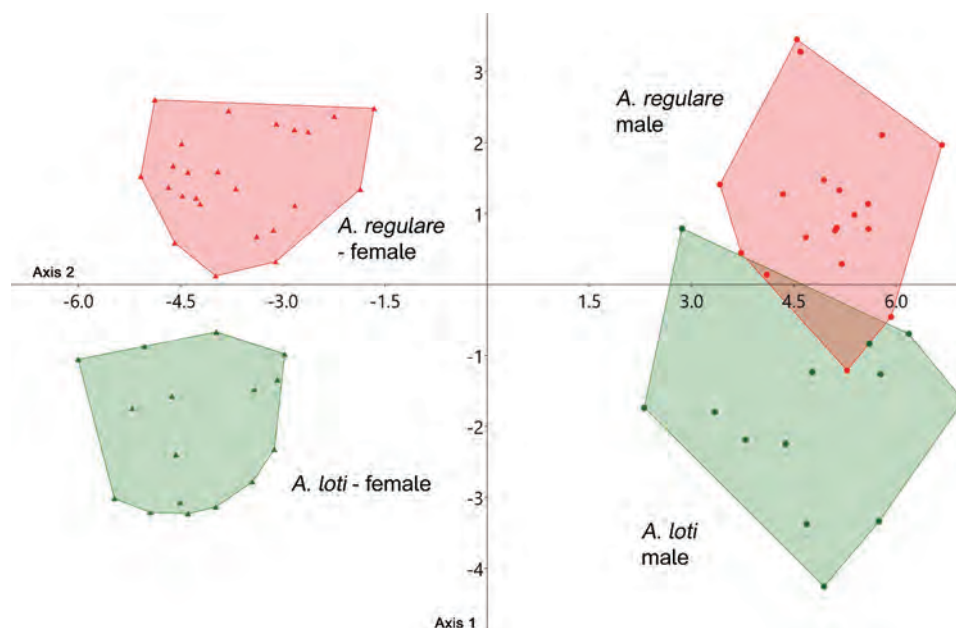 3
A. regulare
male
2
1
A. regulare
- female
Axis 2
-6.0 -4.5 -3.0 -1.5 1.5 3.0 4.5 6.0
-1
-2
A. loti - female
-3
A. loti
male
-4
Axis 1